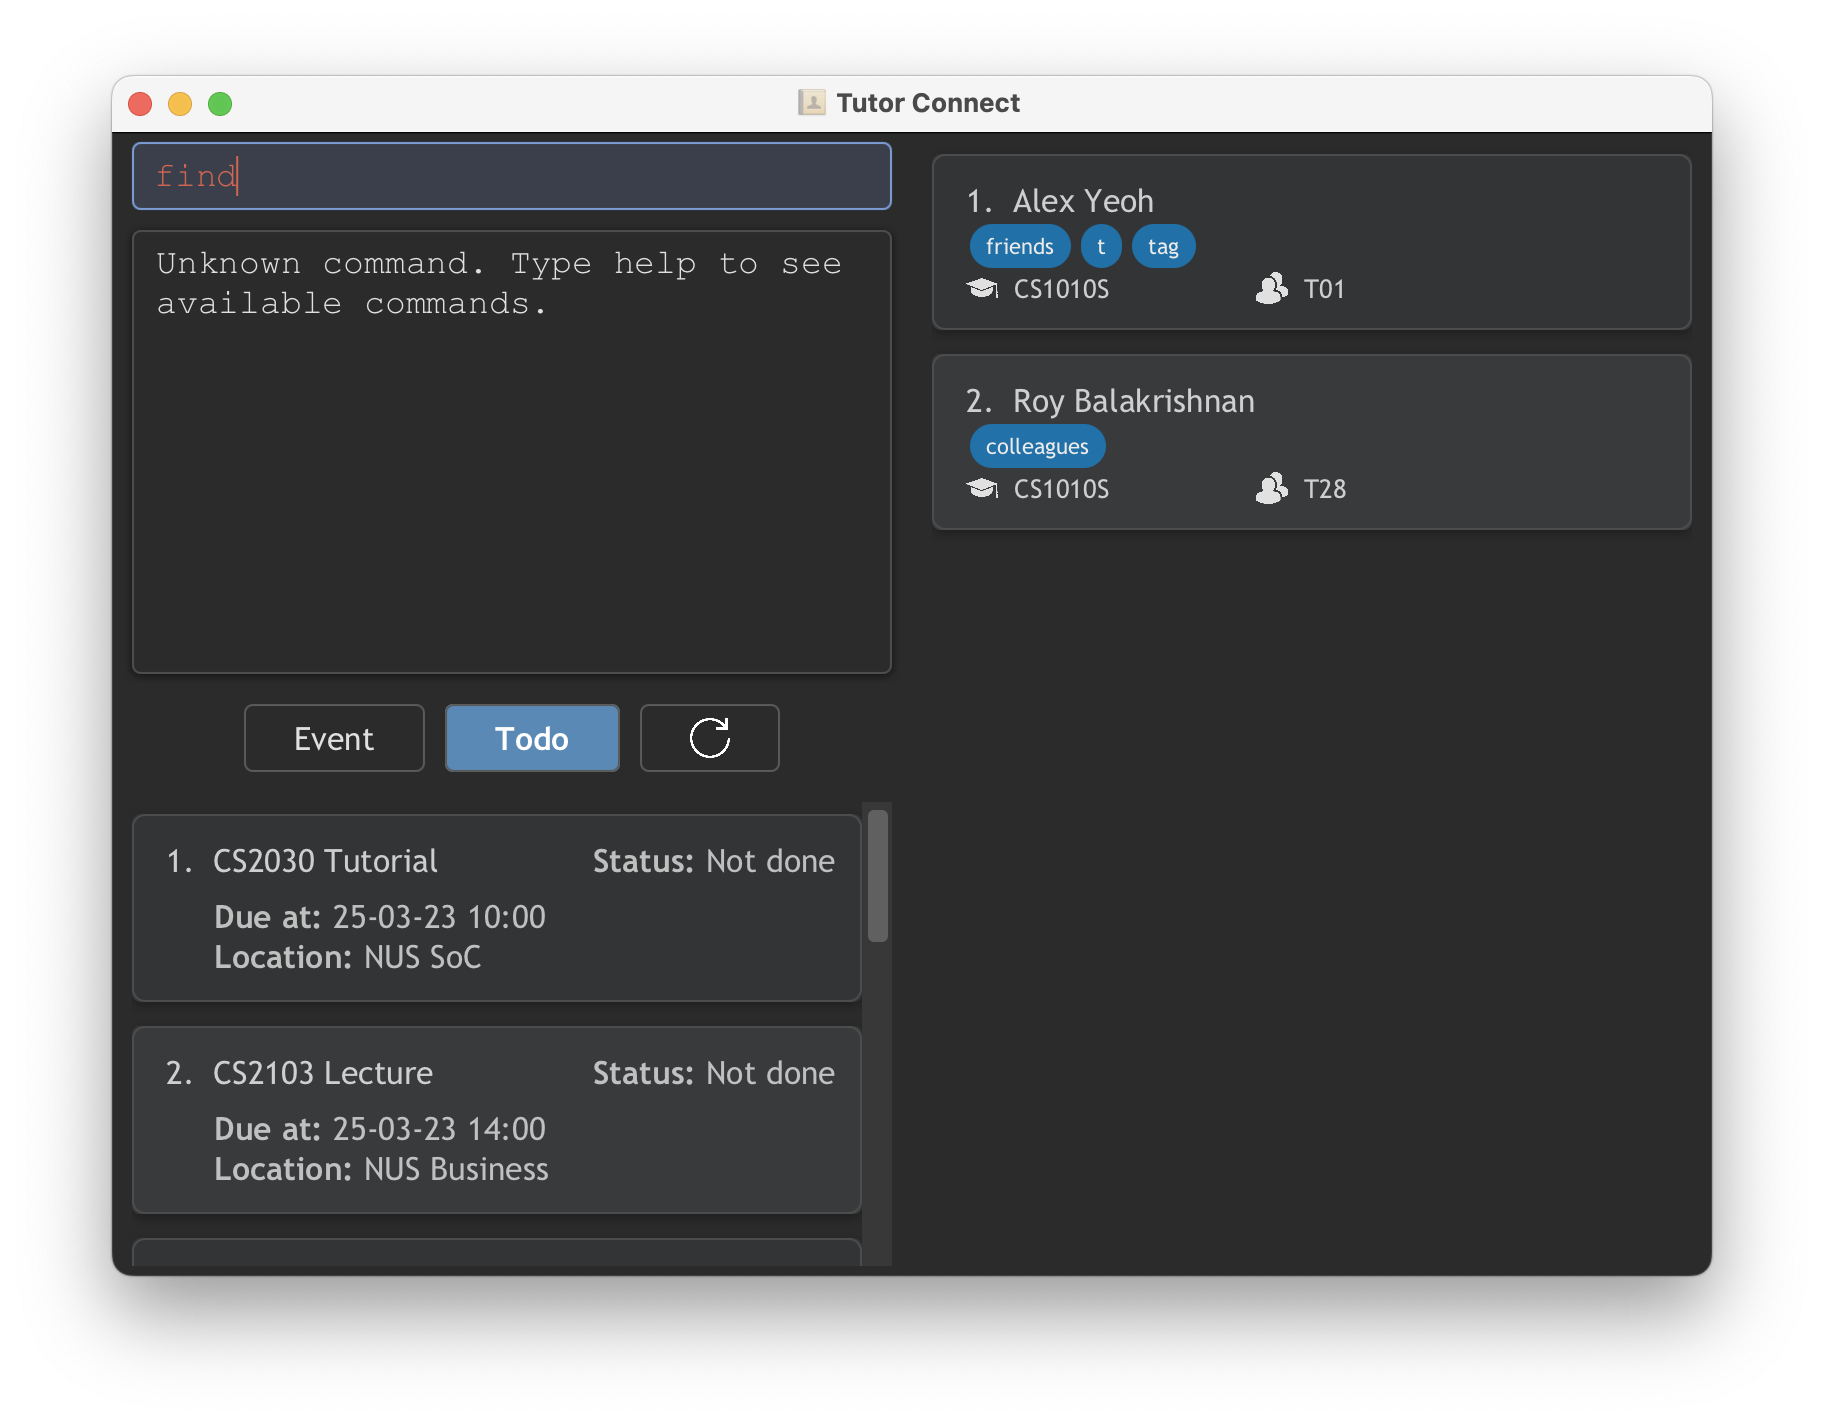 Tutor Connect
find
Unknown command. Type help to see
available commands.
Event
Todo
1. CS2030 Tutorial Status: Not done
Due at: 25-03-23 10:00
Location: NUS SoC
2. CS2103 Lecture Status: Not done
Due at: 25-03-23 14:00
Location: NUS Business
1. Alex Yeoh
friends t tag
CS1010S T01
2. Roy Balakrishnan
colleagues
CS1010S T28